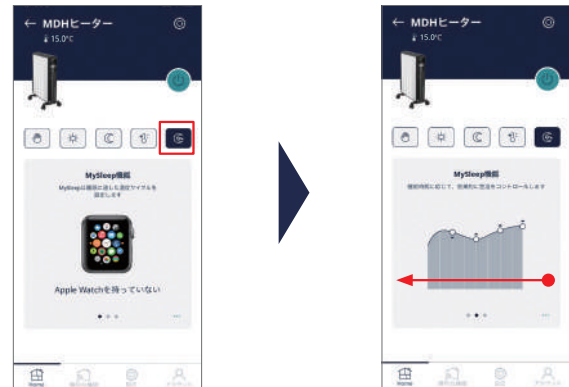 ← MDHヒーター
15.0°C
MySleep機能
MySleepは睡眠に適した温度サイクルを
設定します
Apple Watchを持っていない
Home
← MDHヒーター
15.0°C
MySleep機能
睡眠時間に応じて、効果的に室温をコントロールします
Home